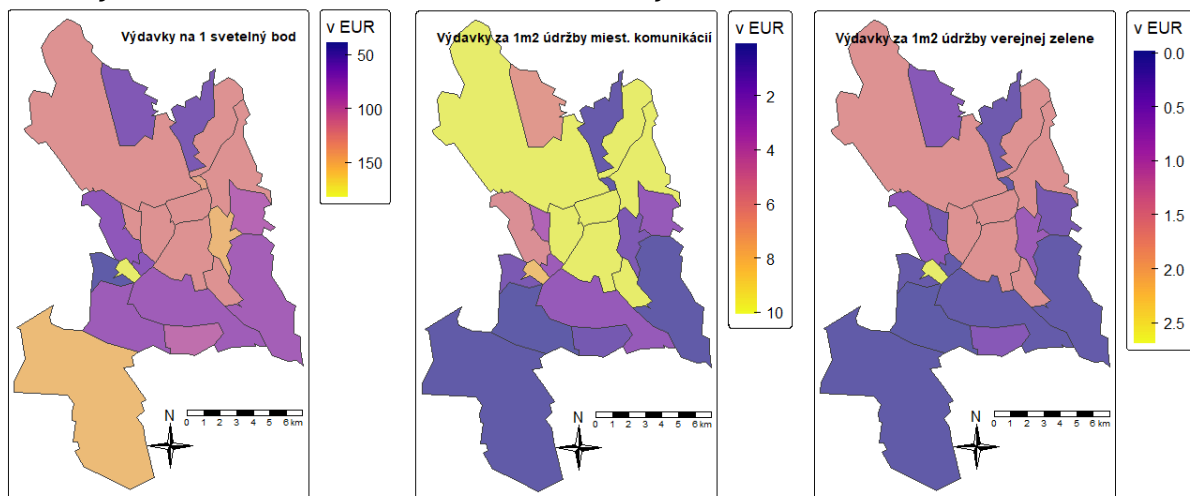 Výdavky na 1 svetelný bod
v EUR
50
100
150
N
0 1 2 3 4 5 6 km
Výdavky za 1m2 údržby miest. komunikácií
v EUR
2
4
6
8
10
N
0 1 2 3 4 5 6 km
Výdavky za 1m2 údržby verejnej zelene
v EUR
0.0
0.5
1.0
1.5
2.0
2.5
N
0 1 2 3 4 5 6 km